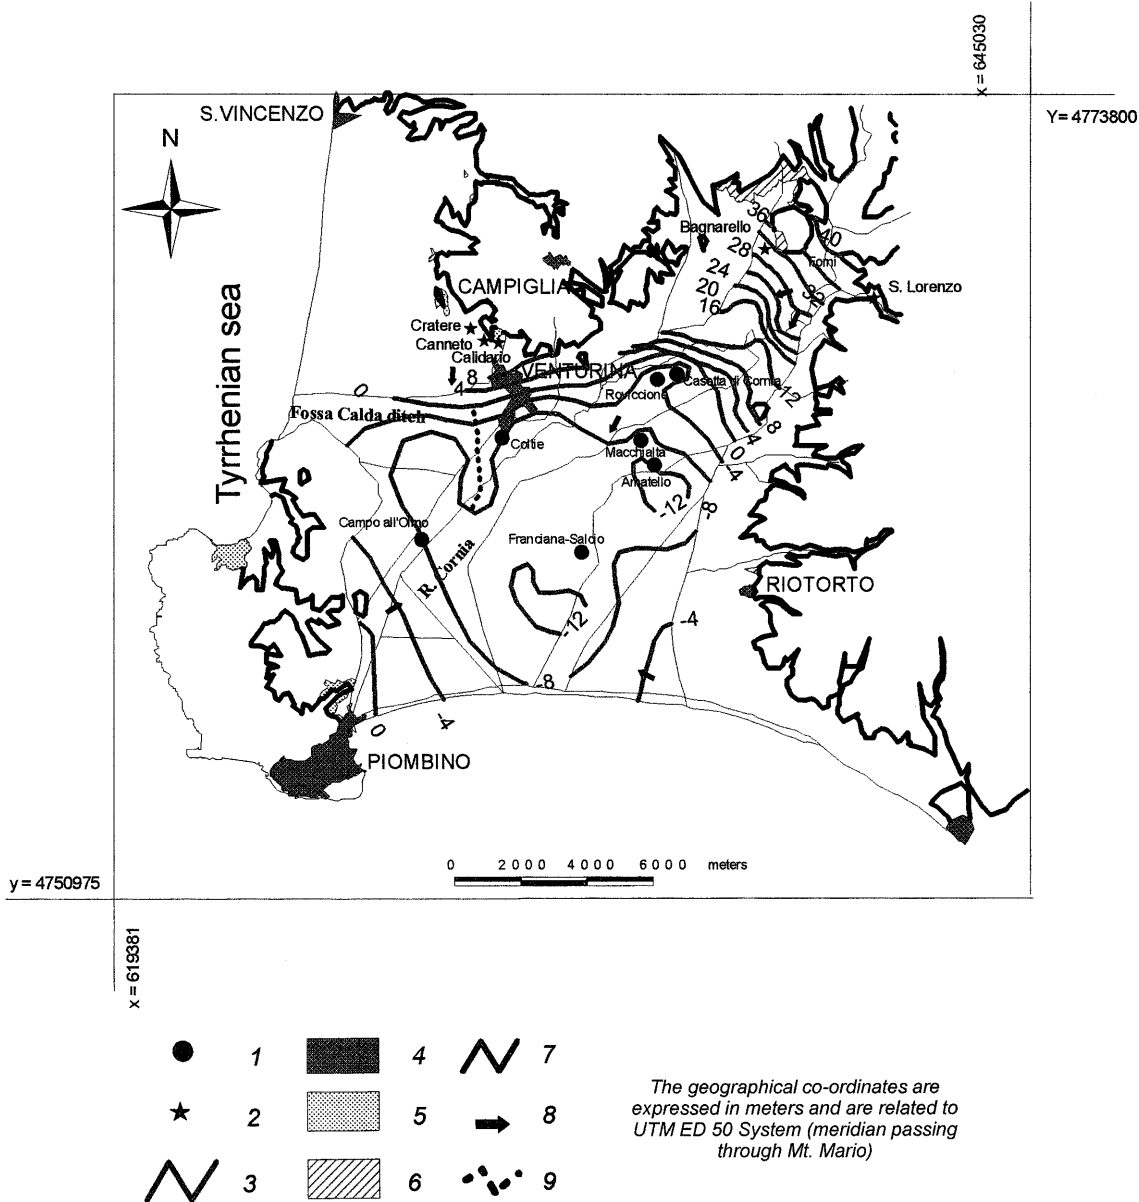 x = 645030
Y= 4773800
S.VINCENZO
N
Tyrrhenian sea
Bagnarello
36
40
28
Forni
24
20
16
32
S. Lorenzo
CAMPIGLIA
Cratere
Canneto
Calidario
VENTURINA
8
4
0
Roviccione
Casetta di Cornia
12
8
4
0
-4
Fossa Calda ditch
Coltie
Macchialta
Amatello
-12
-8
Campo all'Olmo
Franciana-Salcio
R. Cornia
RIOTORTO
-12
-4
-8
0
-4
PIOMBINO
0 2000 4000 6000 meters
y = 4750975
x = 619381
1 4 7
2 5 8
3 6 9
The geographical co-ordinates are
expressed in meters and are related to
UTM ED 50 System (meridian passing
through Mt. Mario)